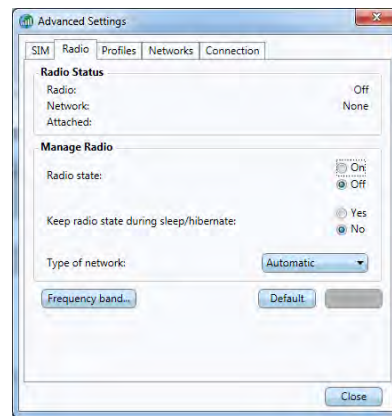 Advanced Settings
SIM Radio Profiles Networks Connection
Radio Status
Radio: Off
Network: None
Attached:
Manage Radio
Radio state: On
Off
Keep radio state during sleep/hibernate: Yes
No
Type of network: Automatic
Frequency band... Default
Close